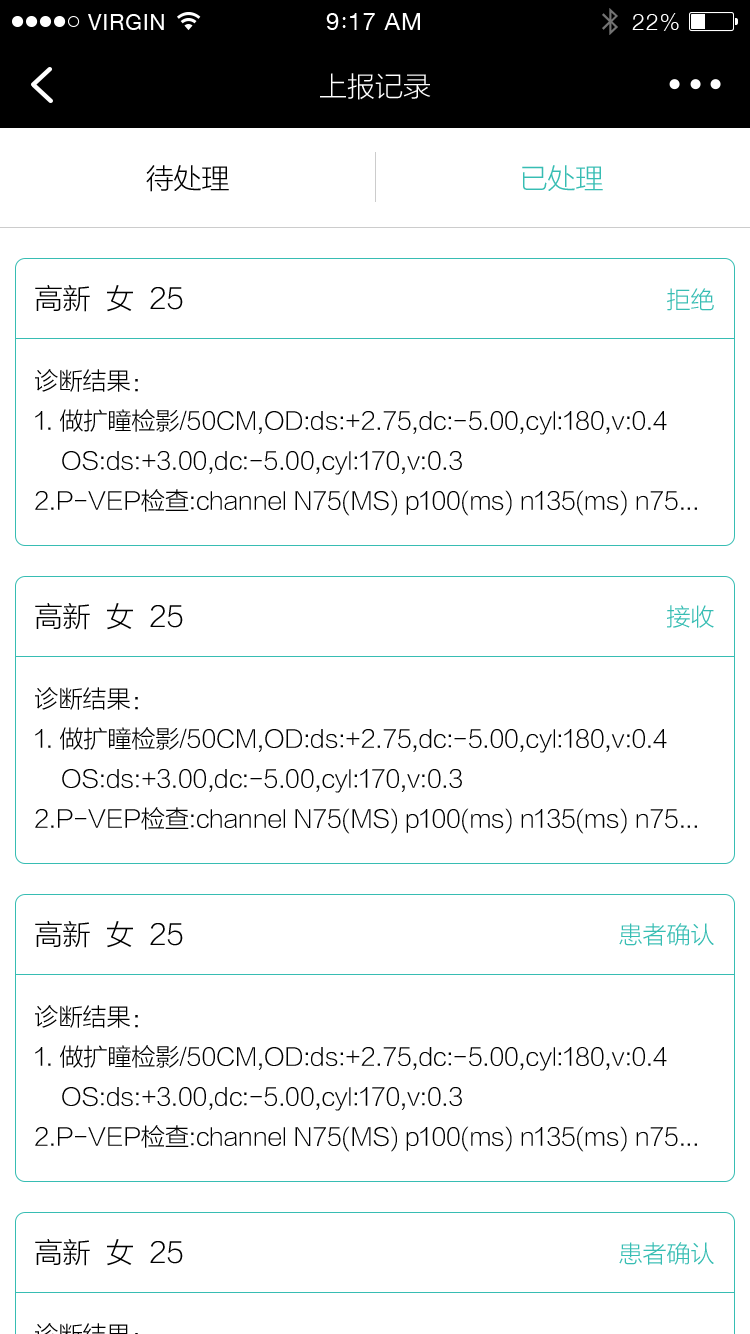 VIRGIN 9:17 AM 22%
上报记录
待处理 已处理
高新 女 25 拒绝
诊断结果:
1. 做扩瞳检影/50CM,OD:ds:+2.75,dc:-5.00,cyl:180,v:0.4
OS:ds:+3.00,dc:-5.00,cyl:170,v:0.3
2.P-VEP检查:channel N75(MS) p100(ms) n135(ms) n75...
高新 女 25 接收
诊断结果:
1. 做扩瞳检影/50CM,OD:ds:+2.75,dc:-5.00,cyl:180,v:0.4
OS:ds:+3.00,dc:-5.00,cyl:170,v:0.3
2.P-VEP检查:channel N75(MS) p100(ms) n135(ms) n75...
高新 女 25 患者确认
诊断结果:
1. 做扩瞳检影/50CM,OD:ds:+2.75,dc:-5.00,cyl:180,v:0.4
OS:ds:+3.00,dc:-5.00,cyl:170,v:0.3
2.P-VEP检查:channel N75(MS) p100(ms) n135(ms) n75...
高新 女 25 患者确认
诊断结果: